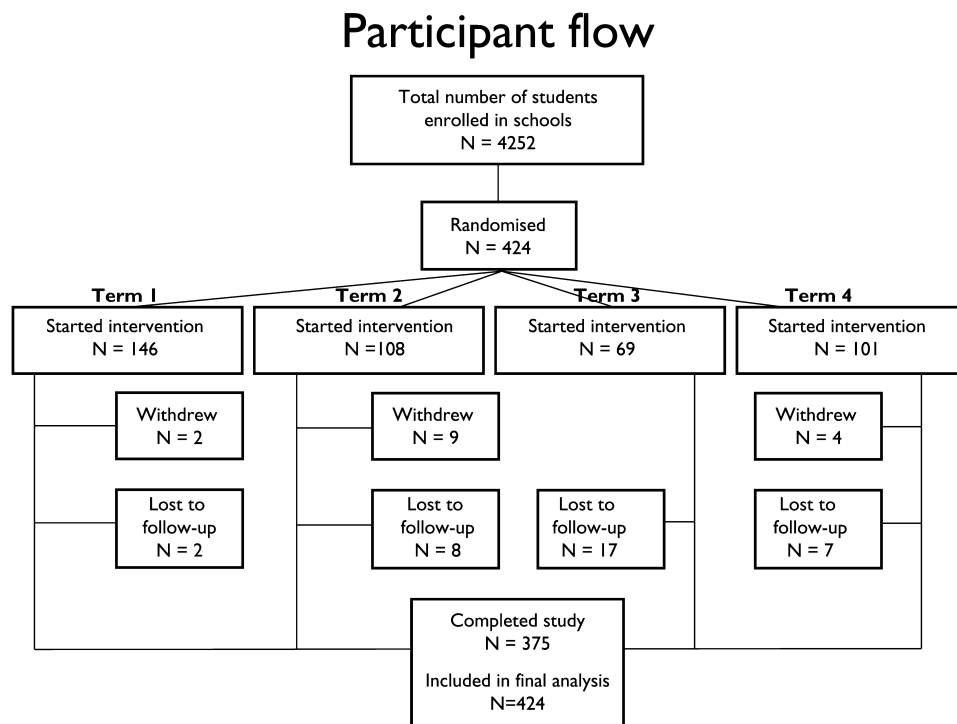 Participant flow
Total number of students
enrolled in schools
N = 4252
Randomised
N = 424
Term 1
Term 2
Term 3
Term 4
Started intervention
N = 146
Started intervention
N =108
Started intervention
N = 69
Started intervention
N = 101
Withdrew
N = 2
Withdrew
N = 9
Withdrew
N = 4
Lost to
follow-up
N = 2
Lost to
follow-up
N = 8
Lost to
follow-up
N = 17
Lost to
follow-up
N = 7
Completed study
N = 375
Included in final analysis
N=424